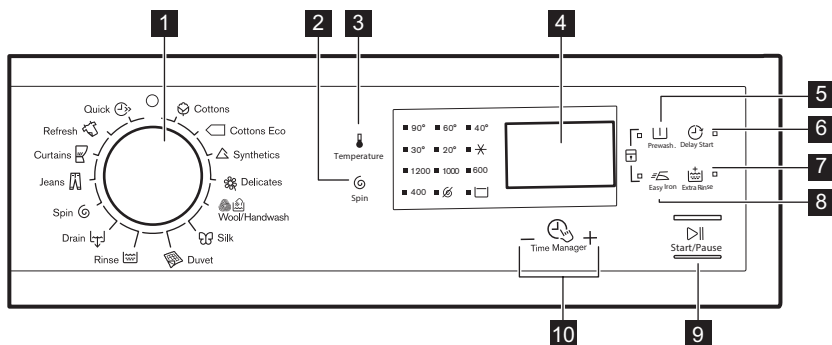 1
2
3
4
5
6
7
8
9
10
Quick
Cottons
Refresh
Cottons Eco
Curtains
Synthetics
Jeans
Delicates
Spin
Wool/Handwash
Drain
Silk
Rinse
Duvet
Temperature
Spin
90° 60° 40°
30° 20°
1200 1000 600
400
Time Manager
− +
Prewash.
Delay Start
Easy Iron
Extra Rinse
Start/Pause